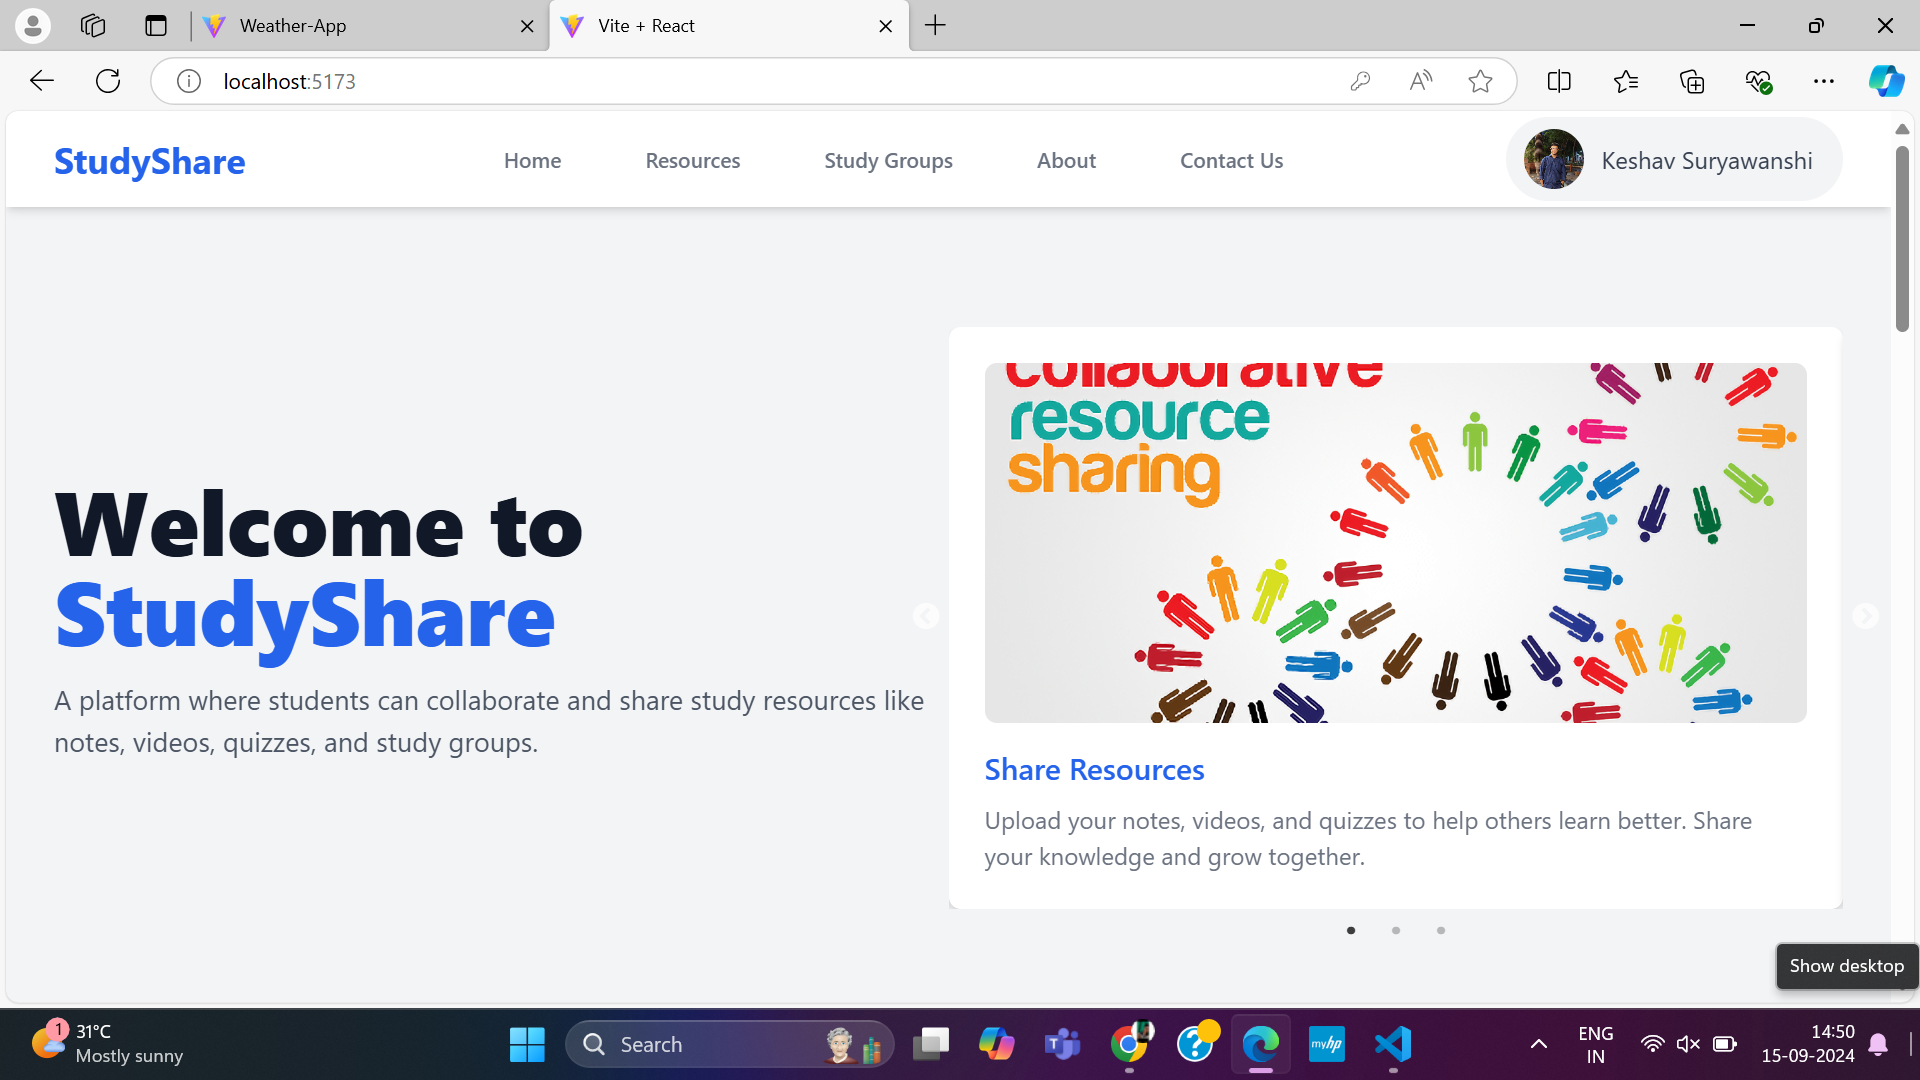 Weather-App
Vite + React
localhost:5173
StudyShare
Home
Resources
Study Groups
About
Contact Us
Keshav Suryawanshi
Welcome to
StudyShare
A platform where students can collaborate and share study resources like
notes, videos, quizzes, and study groups.
collaborative
resource
sharing
Share Resources
Upload your notes, videos, and quizzes to help others learn better. Share
your knowledge and grow together.
Show desktop
1
31°C
Mostly sunny
Search
myhp
ENG
IN
14:50
15-09-2024